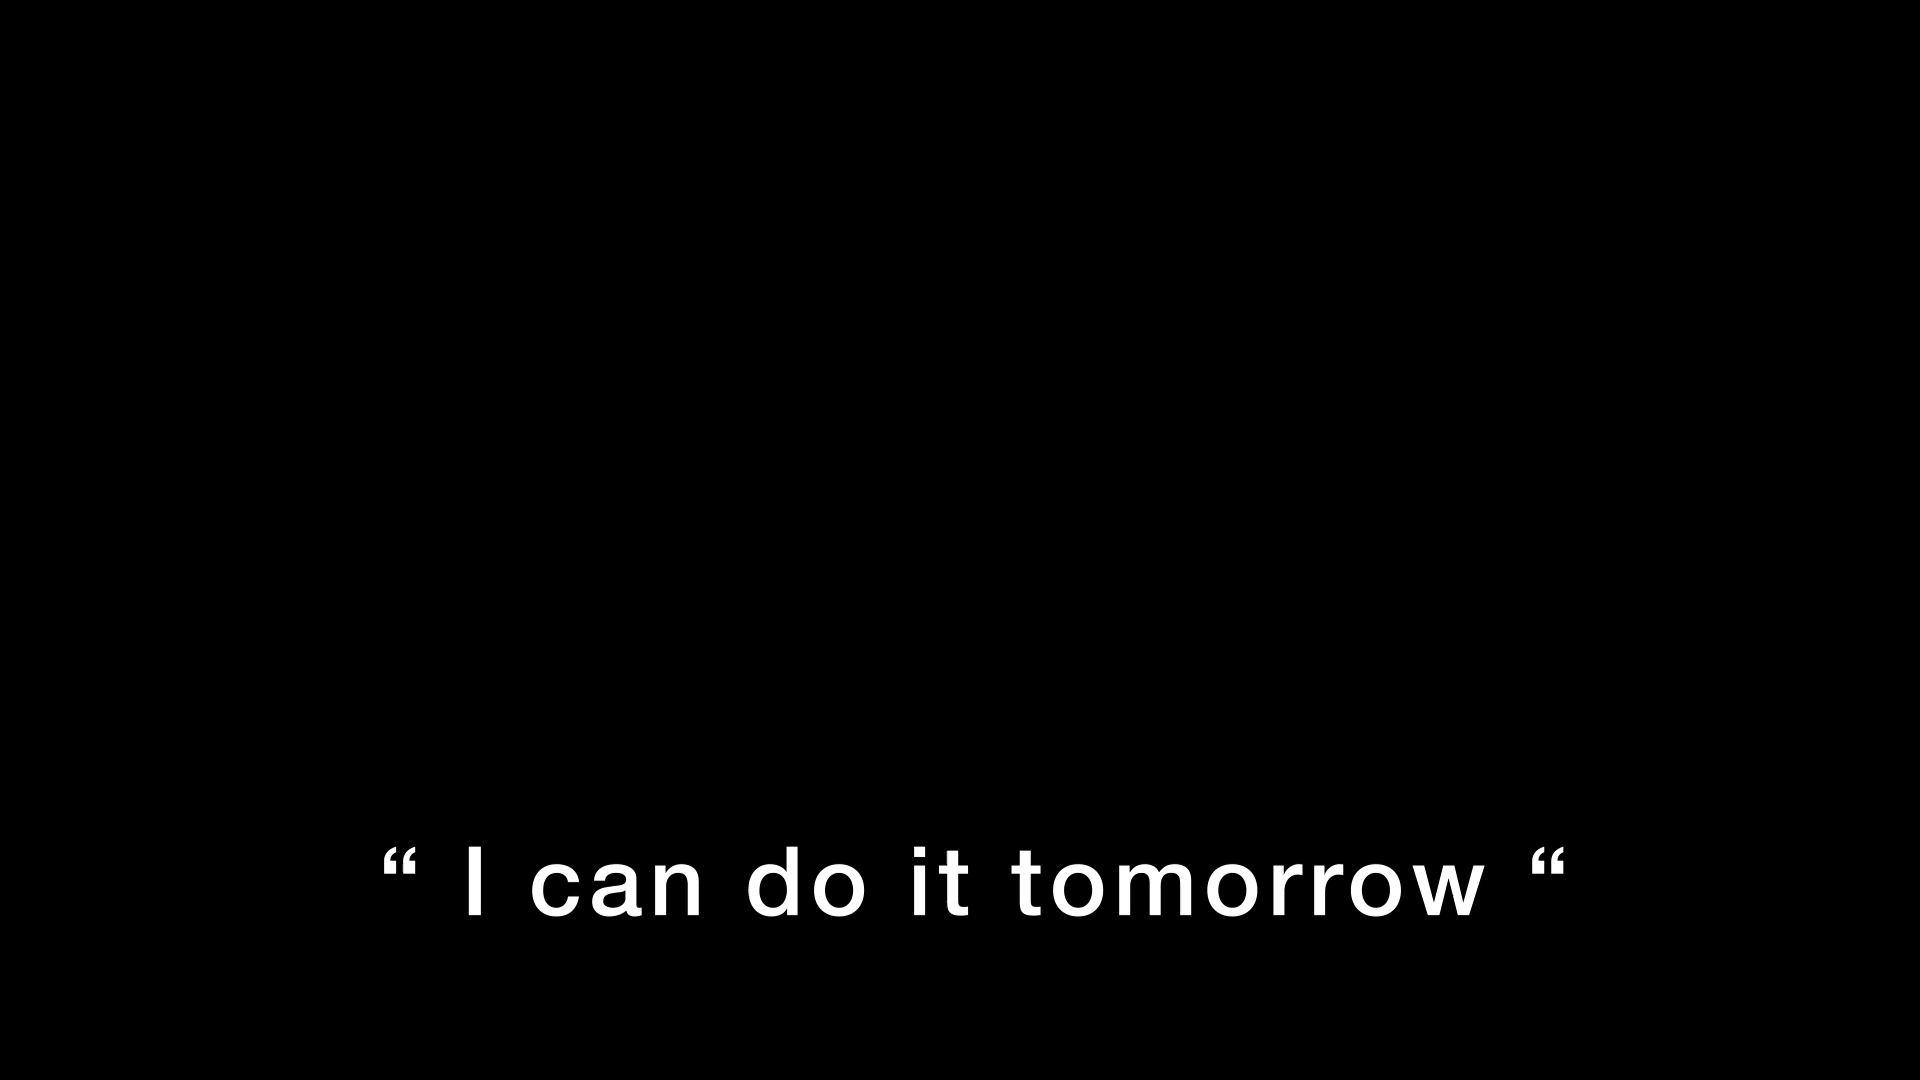 “ I can do it tomorrow “